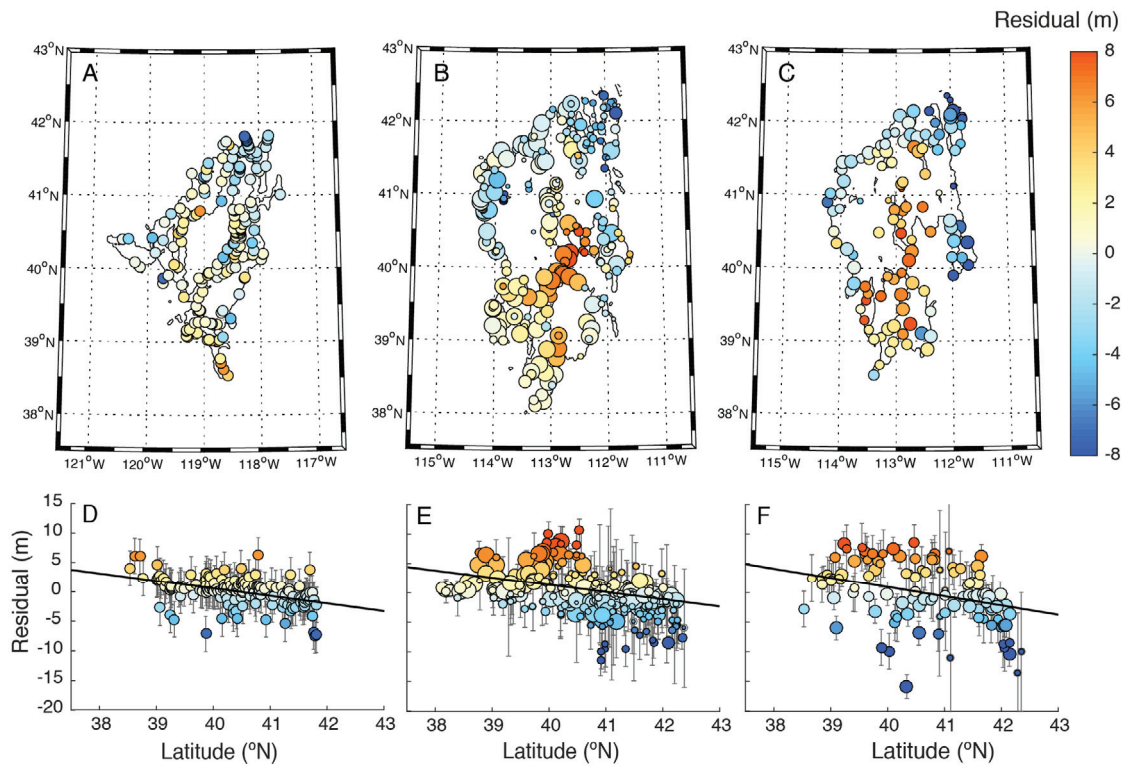 Residual (m)
A
B
C
43°N
42°N
41°N
40°N
39°N
38°N
43°N
42°N
41°N
40°N
39°N
38°N
43°N
42°N
41°N
40°N
39°N
38°N
8
6
4
2
0
-2
-4
-6
-8
121°W 120°W 119°W 118°W 117°W
115°W 114°W 113°W 112°W 111°W
115°W 114°W 113°W 112°W 111°W
D
E
F
15
10
5
0
-5
-10
-15
-20
Residual (m)
38 39 40 41 42 43
38 39 40 41 42 43
38 39 40 41 42 43
Latitude (°N)
Latitude (°N)
Latitude (°N)